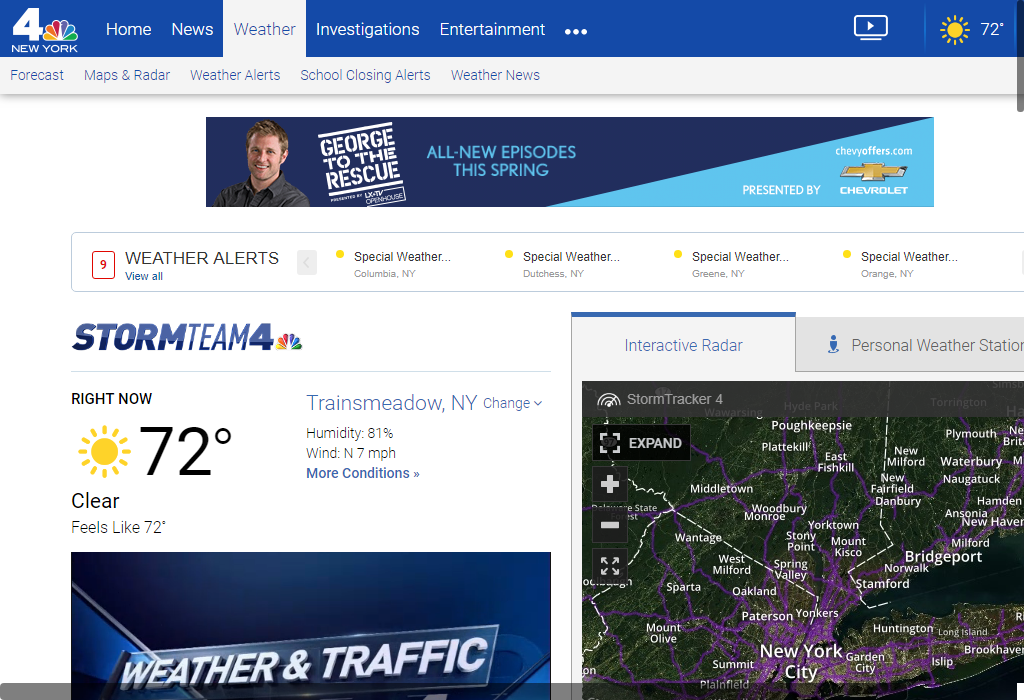 4
NEW YORK
Home
News
Weather
Investigations
Entertainment
72°
Forecast
Maps & Radar
Weather Alerts
School Closing Alerts
Weather News
GEORGE
TO THE
RESCUE
PRESENTED BY LXTV
OPENHOUSE
ALL-NEW EPISODES
THIS SPRING
PRESENTED BY
chevyoffers.com
CHEVROLET
9
WEATHER ALERTS
View all
Special Weather...
Columbia, NY
Special Weather...
Dutchess, NY
Special Weather...
Greene, NY
Special Weather...
Orange, NY
STORMTEAM4
RIGHT NOW
72°
Clear
Feels Like 72°
Trainsmeadow, NY Change
Humidity: 81%
Wind: N 7 mph
More Conditions »
WEATHER & TRAFFIC
Interactive Radar
Personal Weather Station
StormTracker 4
EXPAND
Wawarsing
Hyde Park
Torrington
Poughkeepsie
Plymouth
Plattekill
East
Fishkill
New
Milford
Waterbury
Naugatuck
Middletown
New
Fairfield
Danbury
Hamden
Woodbury
Monroe
Ansonia
New Haven
Wantage
Yorktown
Stony
Point
Mount
Kisco
Milford
Bridgeport
West
Milford
Spring
Valley
Norwalk
Stamford
Sparta
Oakland
Paterson
Yonkers
Mount
Olive
Huntington
Long Island
Brookhaven
New York
City
Garden
City
Islip
Summit
Plainfield